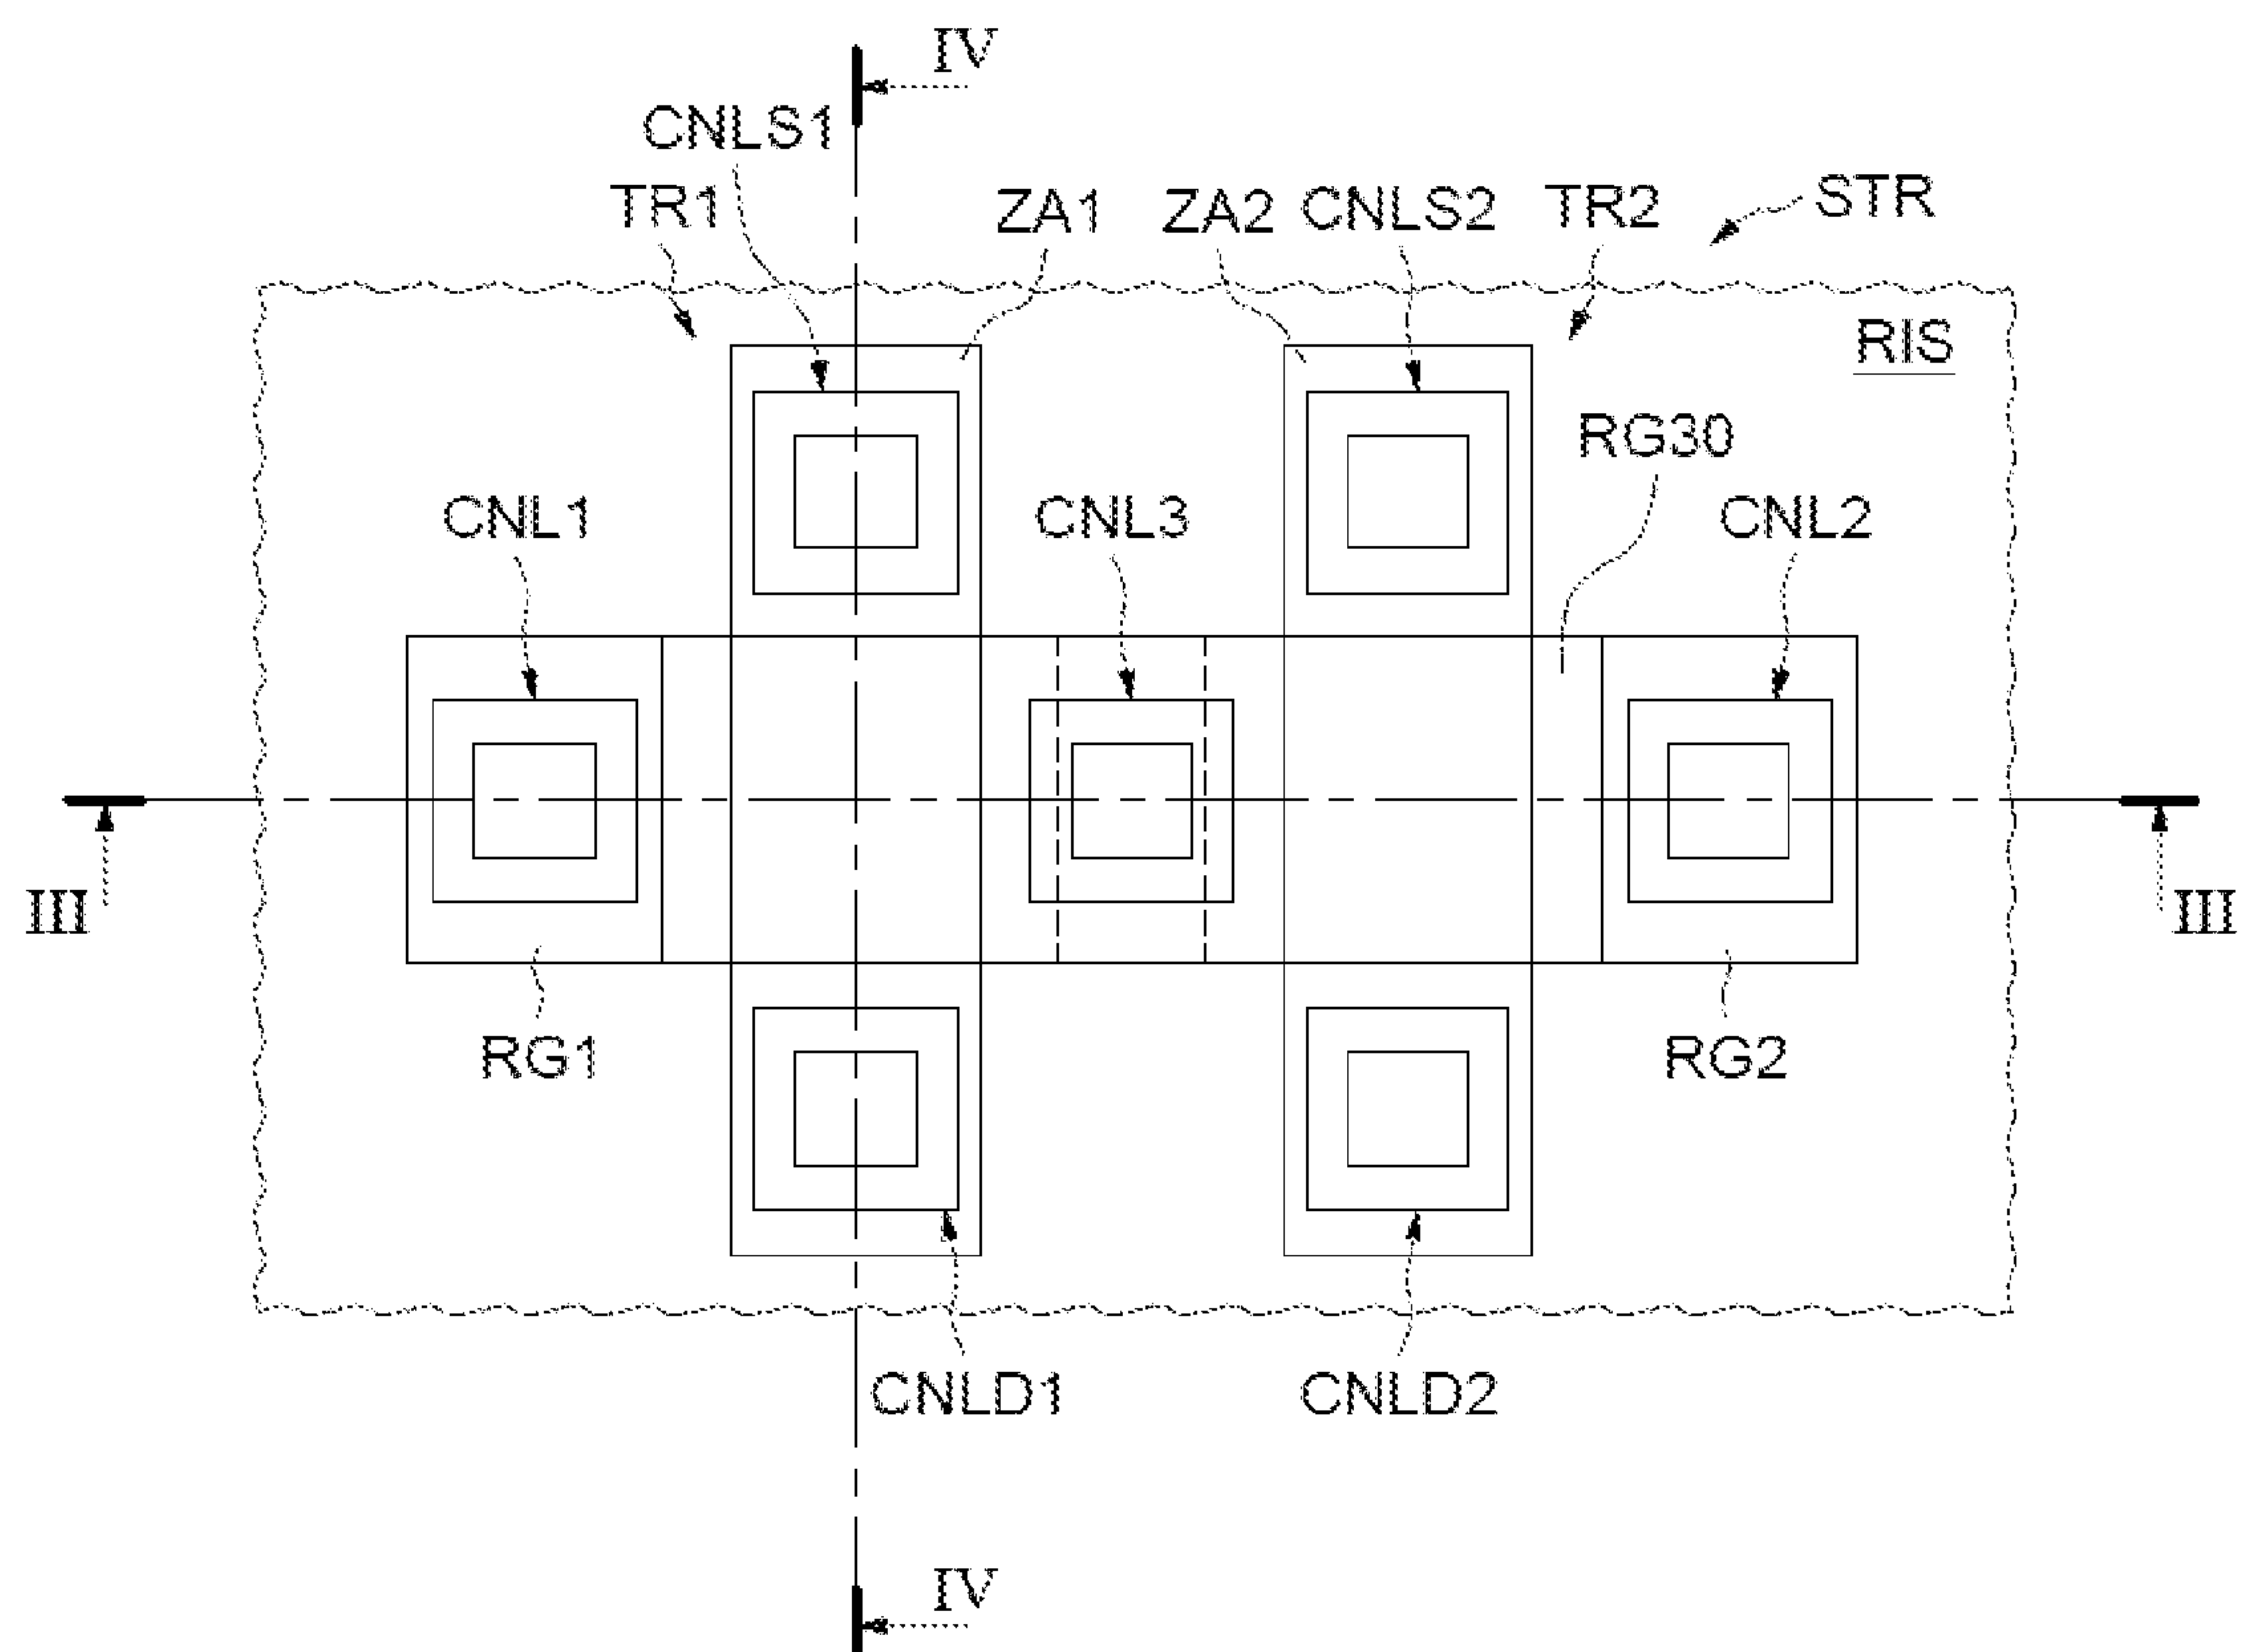 IV
CNLS1
TR1
ZA1
ZA2
CNLS2
TR2
STR
RIS
RG30
CNL1
CNL3
CNL2
III
III
RG1
RG2
CNLD1
CNLD2
IV